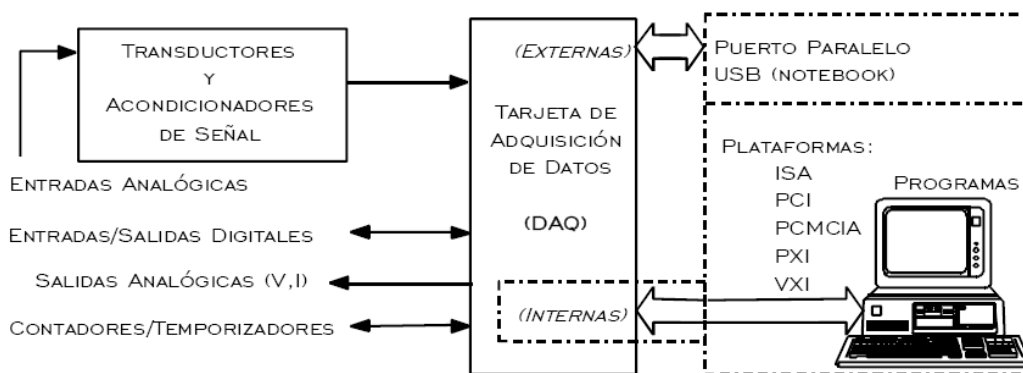 TRANSDUCTORES
Y
ACONDICIONADORES
DE SEÑAL
ENTRADAS ANALÓGICAS
ENTRADAS/SALIDAS DIGITALES
SALIDAS ANALÓGICAS (V,I)
CONTADORES/TEMPORIZADORES
(EXTERNAS)
TARJETA DE
ADQUISICIÓN
DE DATOS
(DAQ)
(INTERNAS)
PUERTO PARALELO
USB (NOTEBOOK)
PLATAFORMAS:
ISA
PCI
PCMCIA
PXI
VXI
PROGRAMAS